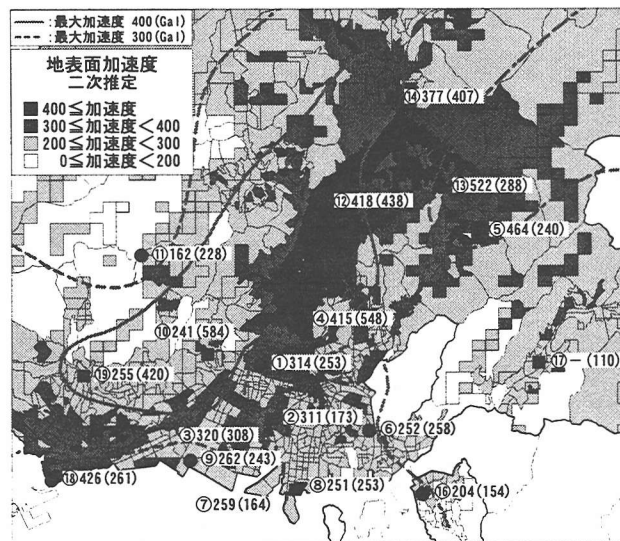 :最大加速度 400(Gal)
:最大加速度 300(Gal)
地表面加速度
二次推定
400≦加速度
300≦加速度<400
200≦加速度<300
0≦加速度<200
⑭377(407)
⑬522(288)
⑫418(438)
⑤464(240)
⑪162(228)
④415(548)
⑩241(584)
①314(253)
⑰ー(110)
⑲255(420)
②311(173)
③320(308)
⑥252(258)
⑨262(243)
⑱426(261)
⑧251(253)
⑯204(154)
⑦259(164)